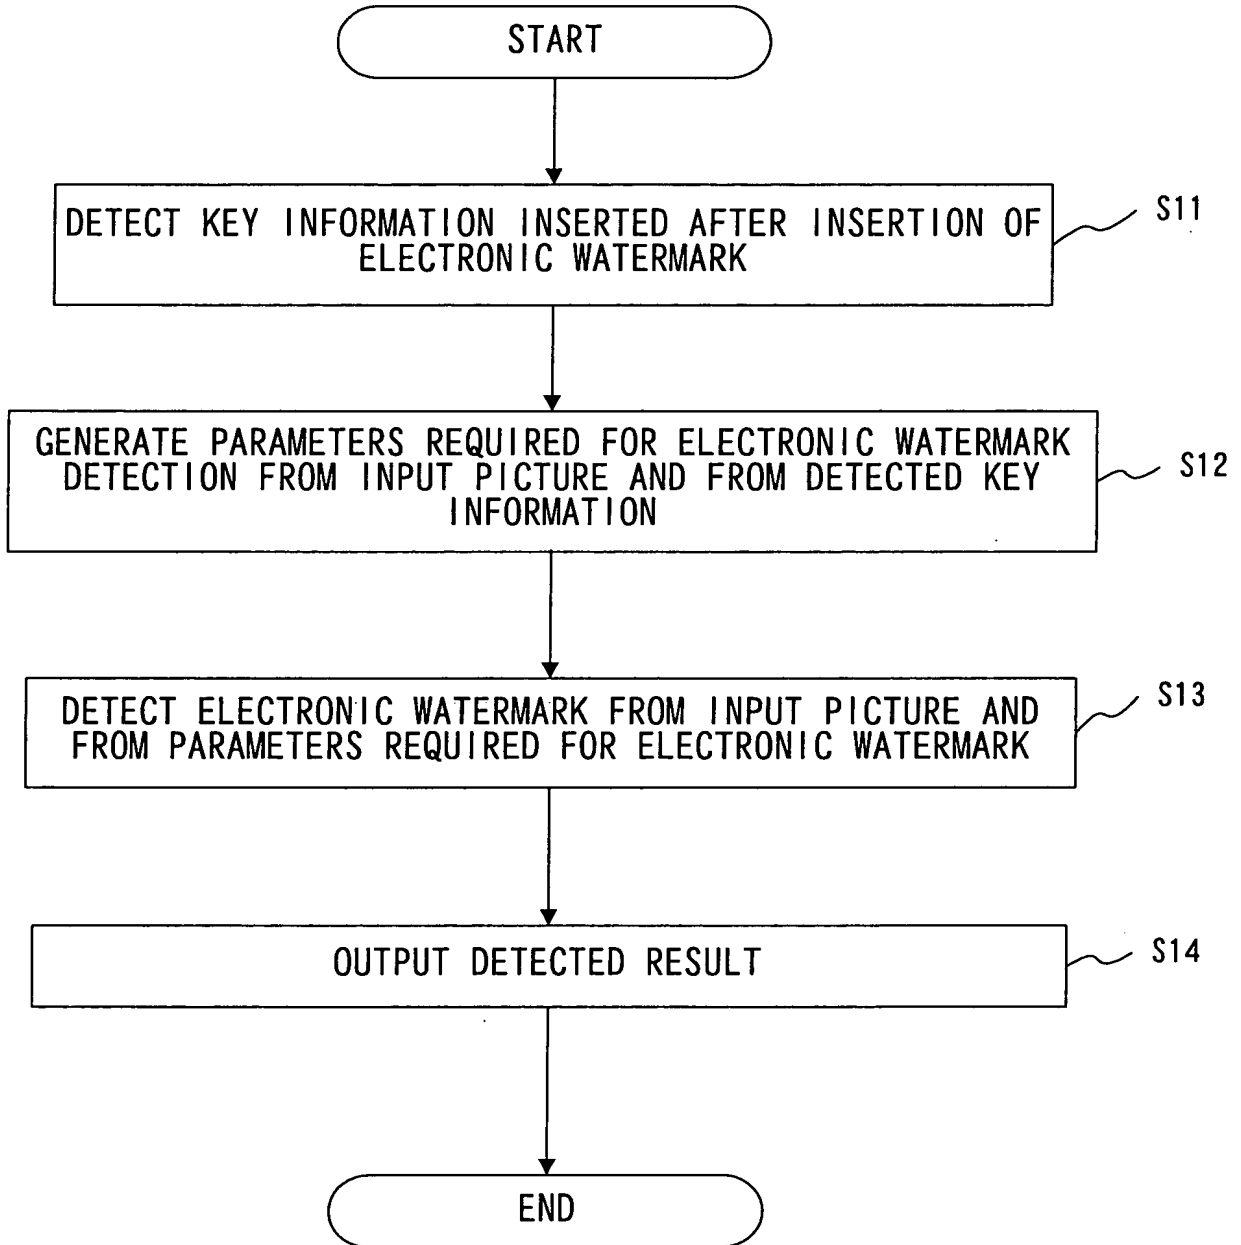 START
DETECT KEY INFORMATION INSERTED AFTER INSERTION OF
ELECTRONIC WATERMARK
S11
GENERATE PARAMETERS REQUIRED FOR ELECTRONIC WATERMARK
DETECTION FROM INPUT PICTURE AND FROM DETECTED KEY
INFORMATION
S12
DETECT ELECTRONIC WATERMARK FROM INPUT PICTURE AND
FROM PARAMETERS REQUIRED FOR ELECTRONIC WATERMARK
S13
OUTPUT DETECTED RESULT
S14
END